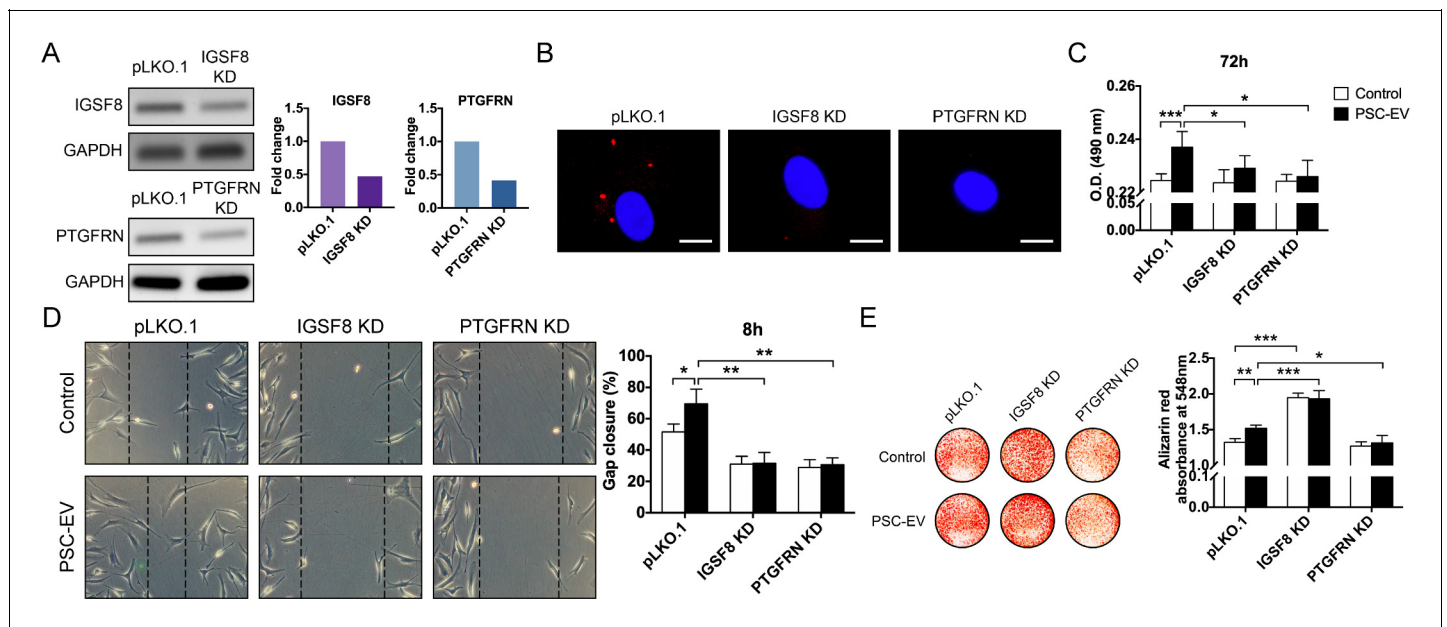 A
pLKO.1
IGSF8
KD
IGSF8
GAPDH
pLKO.1
PTGFRN
KD
PTGFRN
GAPDH
IGSF8
Fold change
1.5
1.0
0.5
0.0
pLKO.1
IGSF8 KD
PTGFRN
Fold change
1.5
1.0
0.5
0.0
pLKO.1
PTGFRN KD
B
pLKO.1
IGSF8 KD
PTGFRN KD
C
72h
Control
PSC-EV
O.D. (490 nm)
0.26
0.24
0.22
0.05
0.00
***
*
*
pLKO.1
IGSF8 KD
PTGFRN KD
D
pLKO.1
IGSF8 KD
PTGFRN KD
Control
PSC-EV
8h
Gap closure (%)
100
80
60
40
20
0
*
**
**
pLKO.1
IGSF8 KD
PTGFRN KD
E
pLKO.1
IGSF8 KD
PTGFRN KD
Control
PSC-EV
Alizarin red
absorbance at 548nm
2.5
2.0
1.5
1.0
0.1
0.0
***
**
***
*
pLKO.1
IGSF8 KD
PTGFRN KD